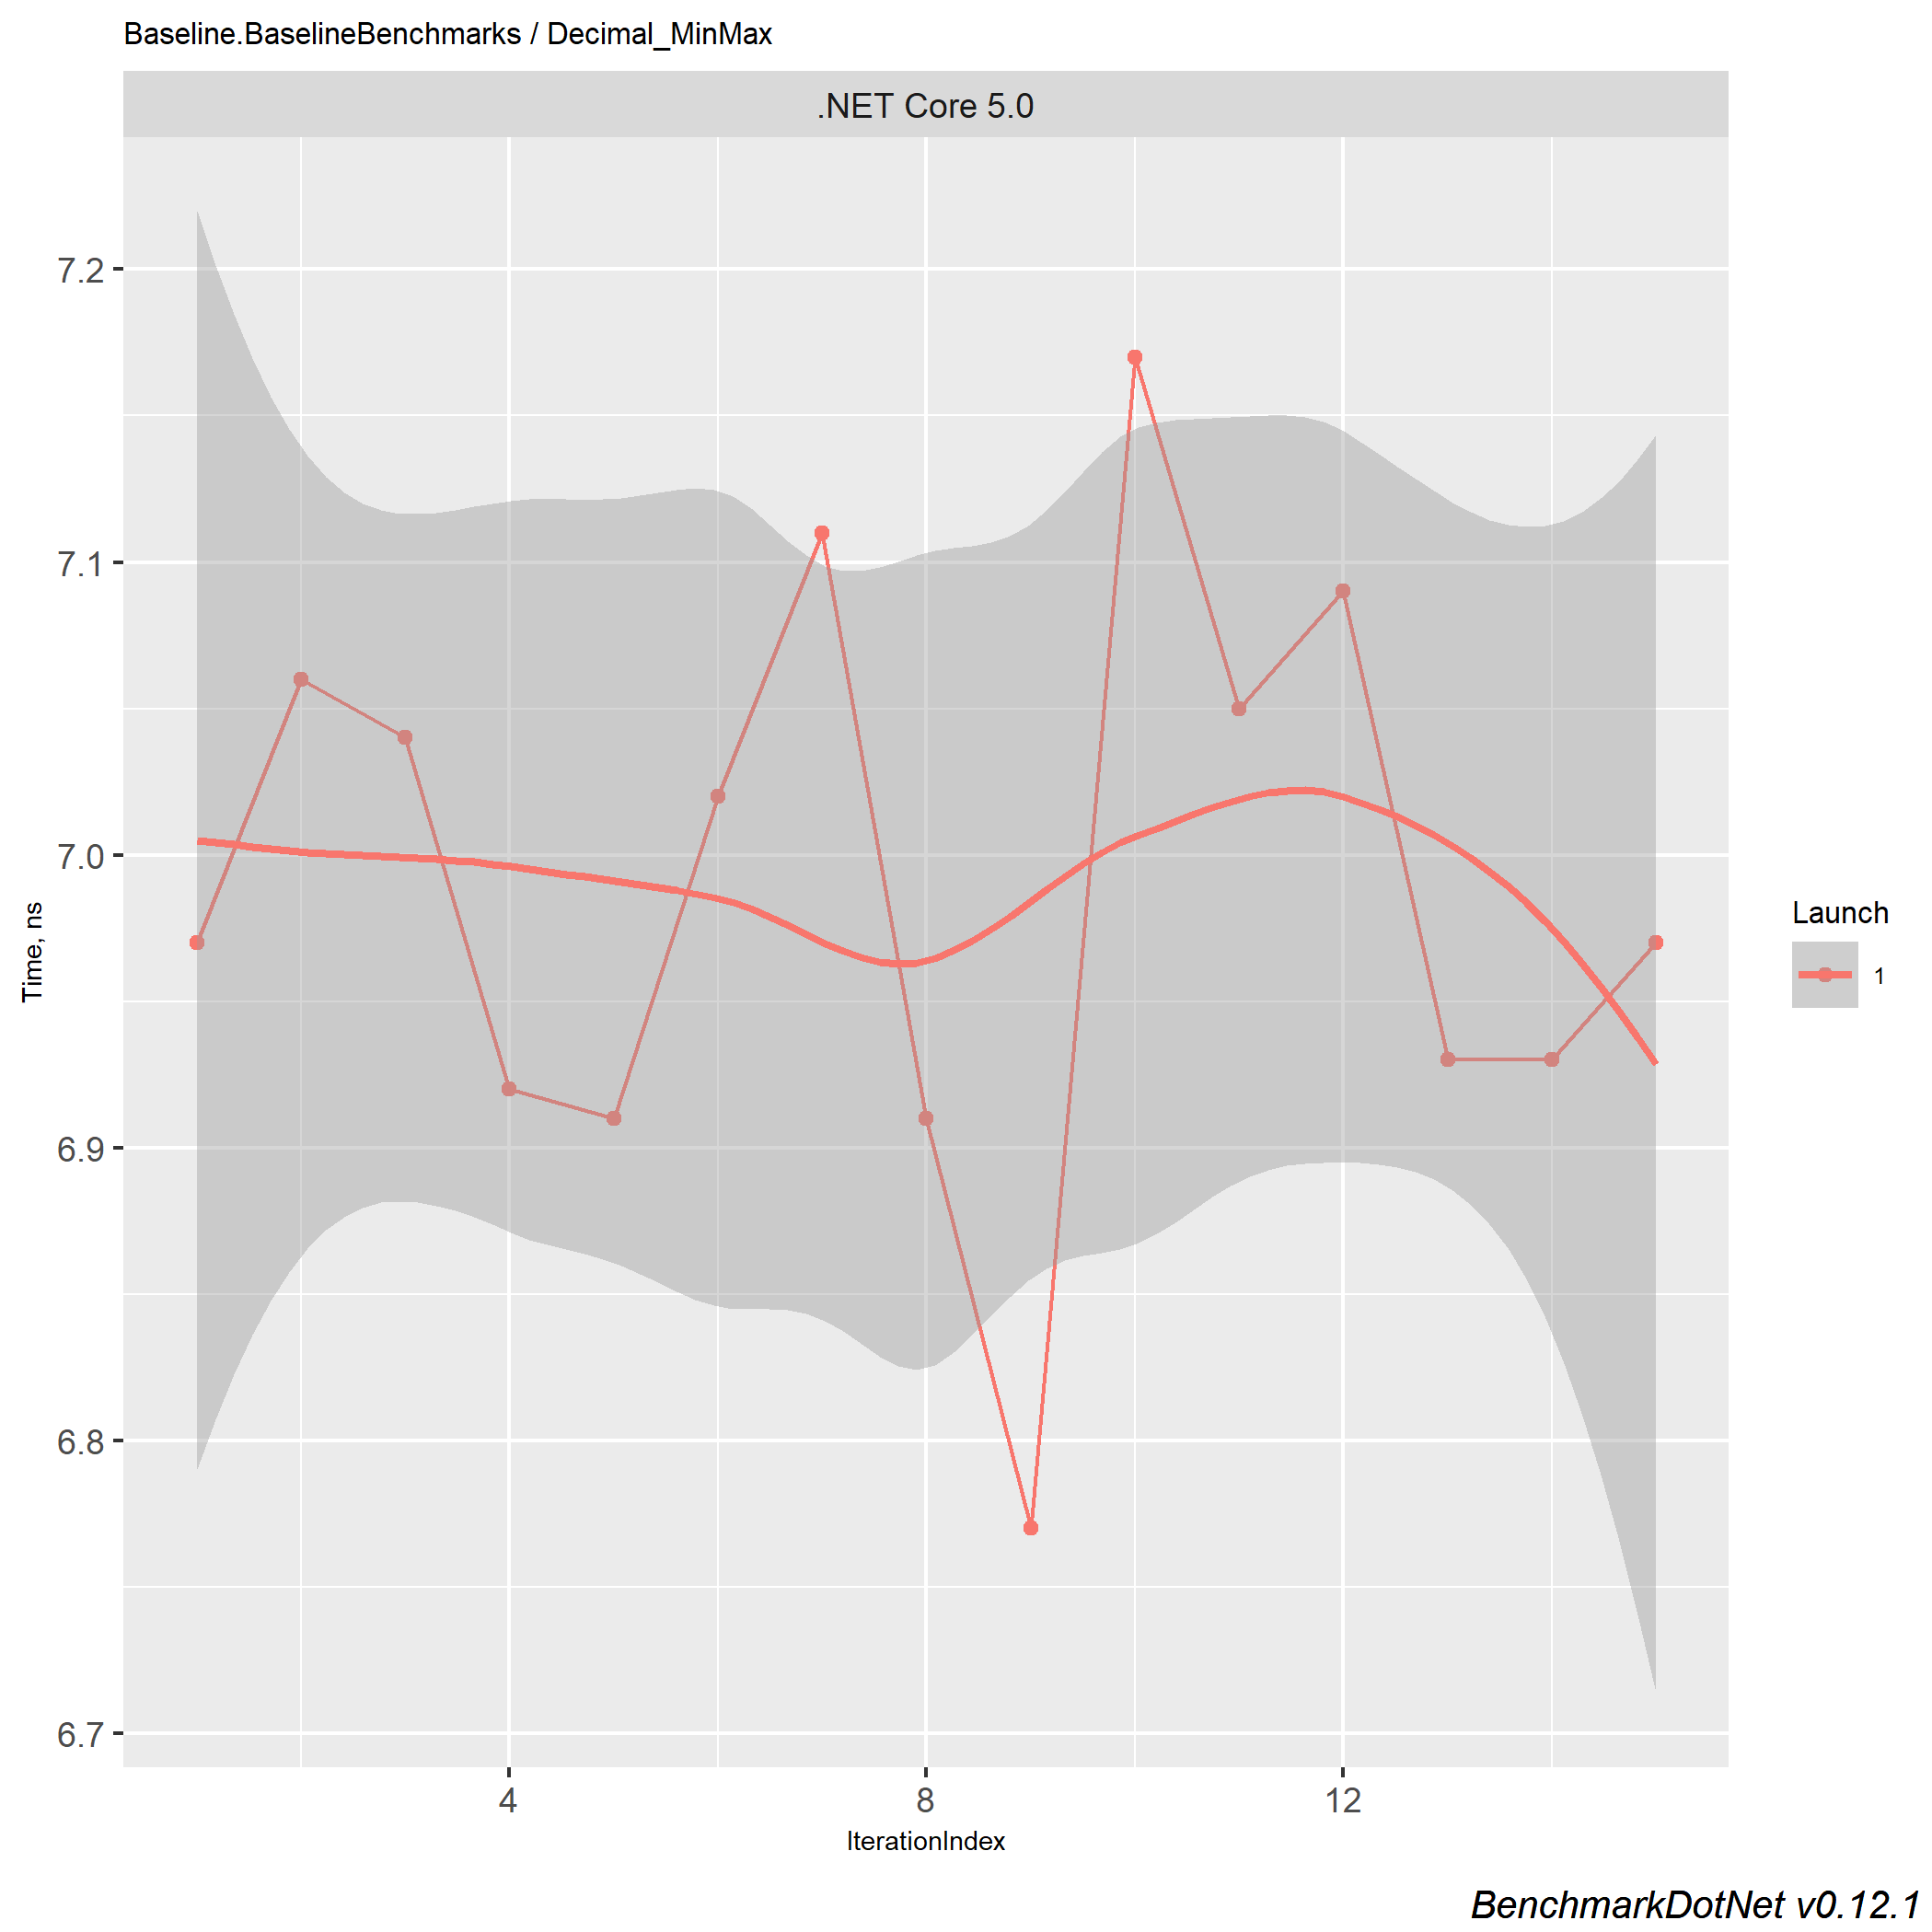 Baseline.BaselineBenchmarks / Decimal_MinMax
.NET Core 5.0
7.2
7.1
7.0
6.9
6.8
6.7
Time, ns
4 8 12
IterationIndex
Launch
1
BenchmarkDotNet v0.12.1